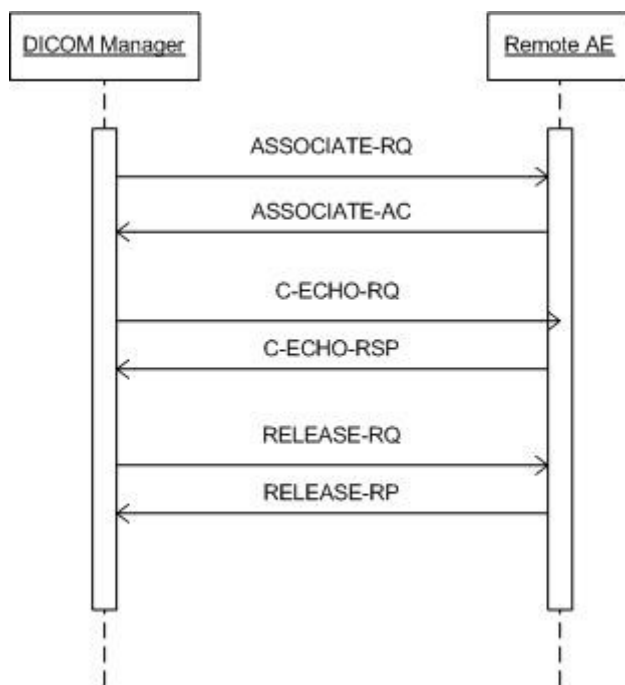 DICOM Manager
Remote AE
ASSOCIATE-RQ
ASSOCIATE-AC
C-ECHO-RQ
C-ECHO-RSP
RELEASE-RQ
RELEASE-RP